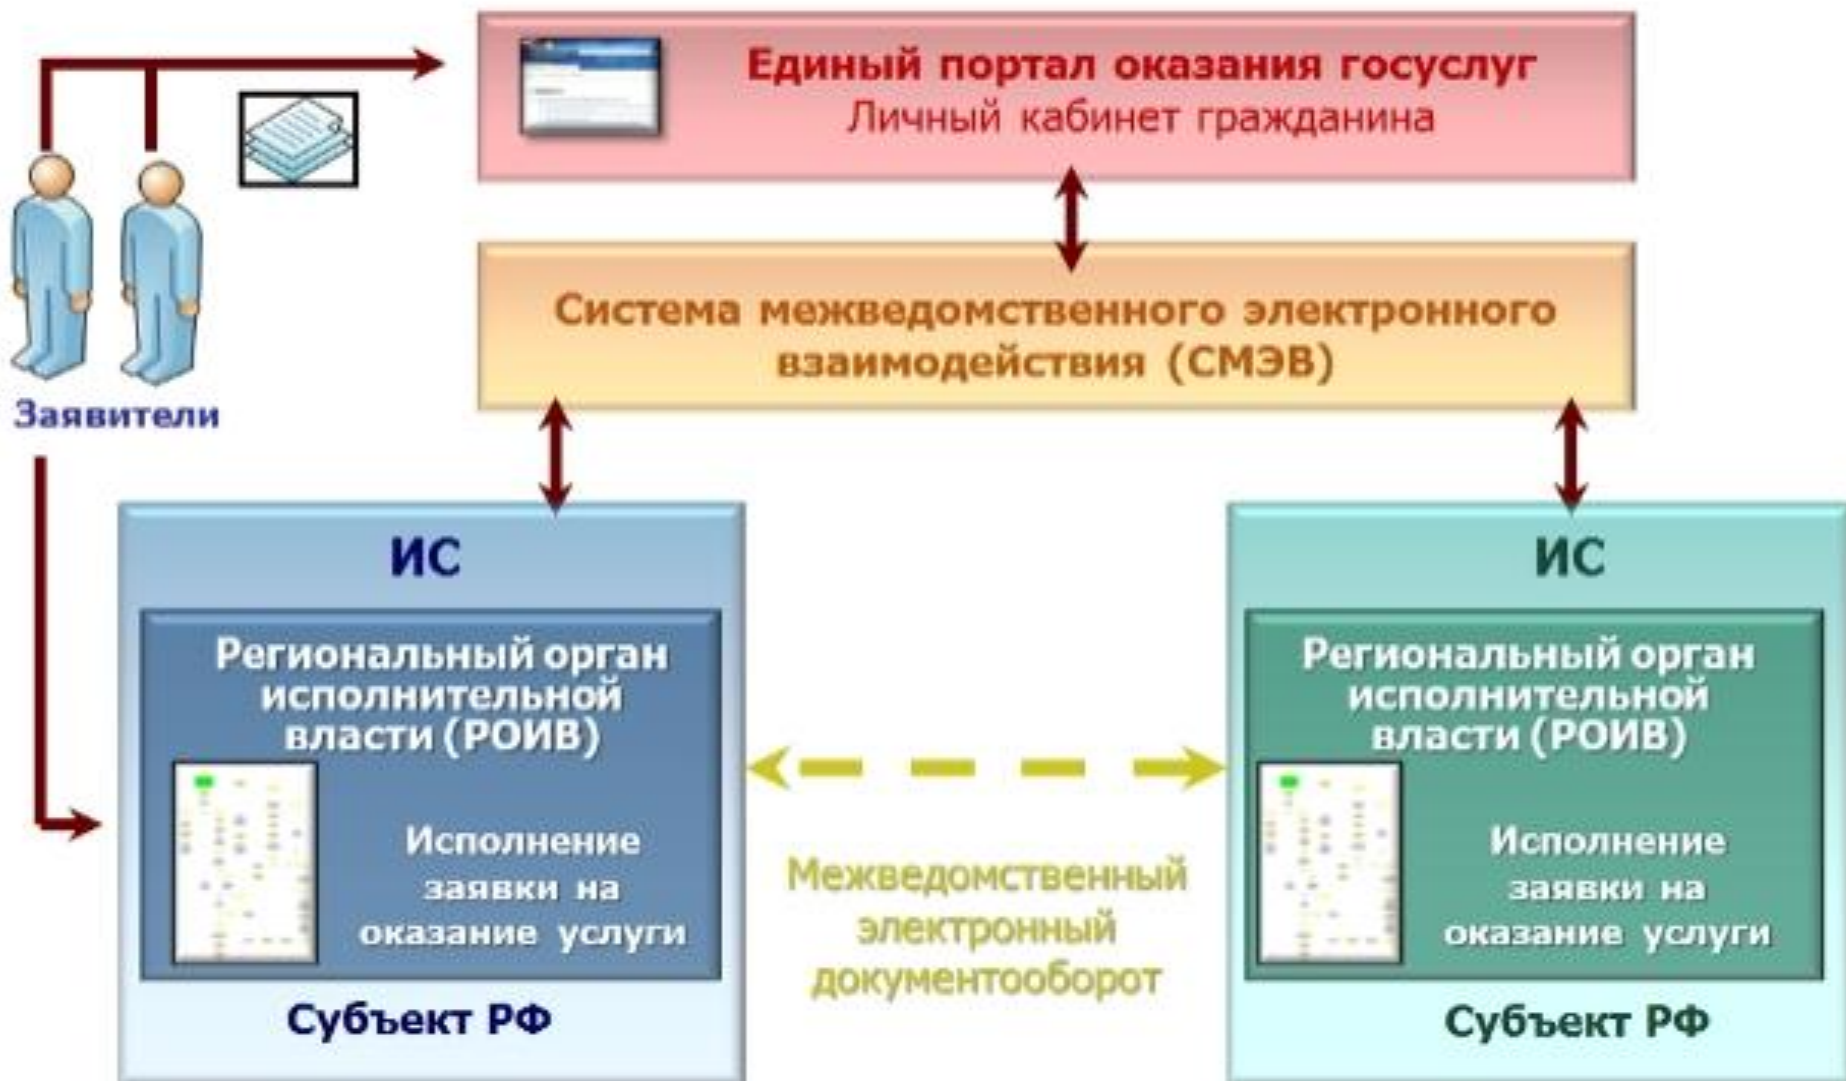 Единый портал оказания госуслуг
Личный кабинет гражданина
Система межведомственного электронного
взаимодействия (СМЭВ)
Заявители
ИС
Региональный орган
исполнительной
власти (РОИВ)
Исполнение
заявки на
оказание услуги
Субъект РФ
Межведомственный
электронный
документооборот
ИС
Региональный орган
исполнительной
власти (РОИВ)
Исполнение
заявки на
оказание услуги
Субъект РФ